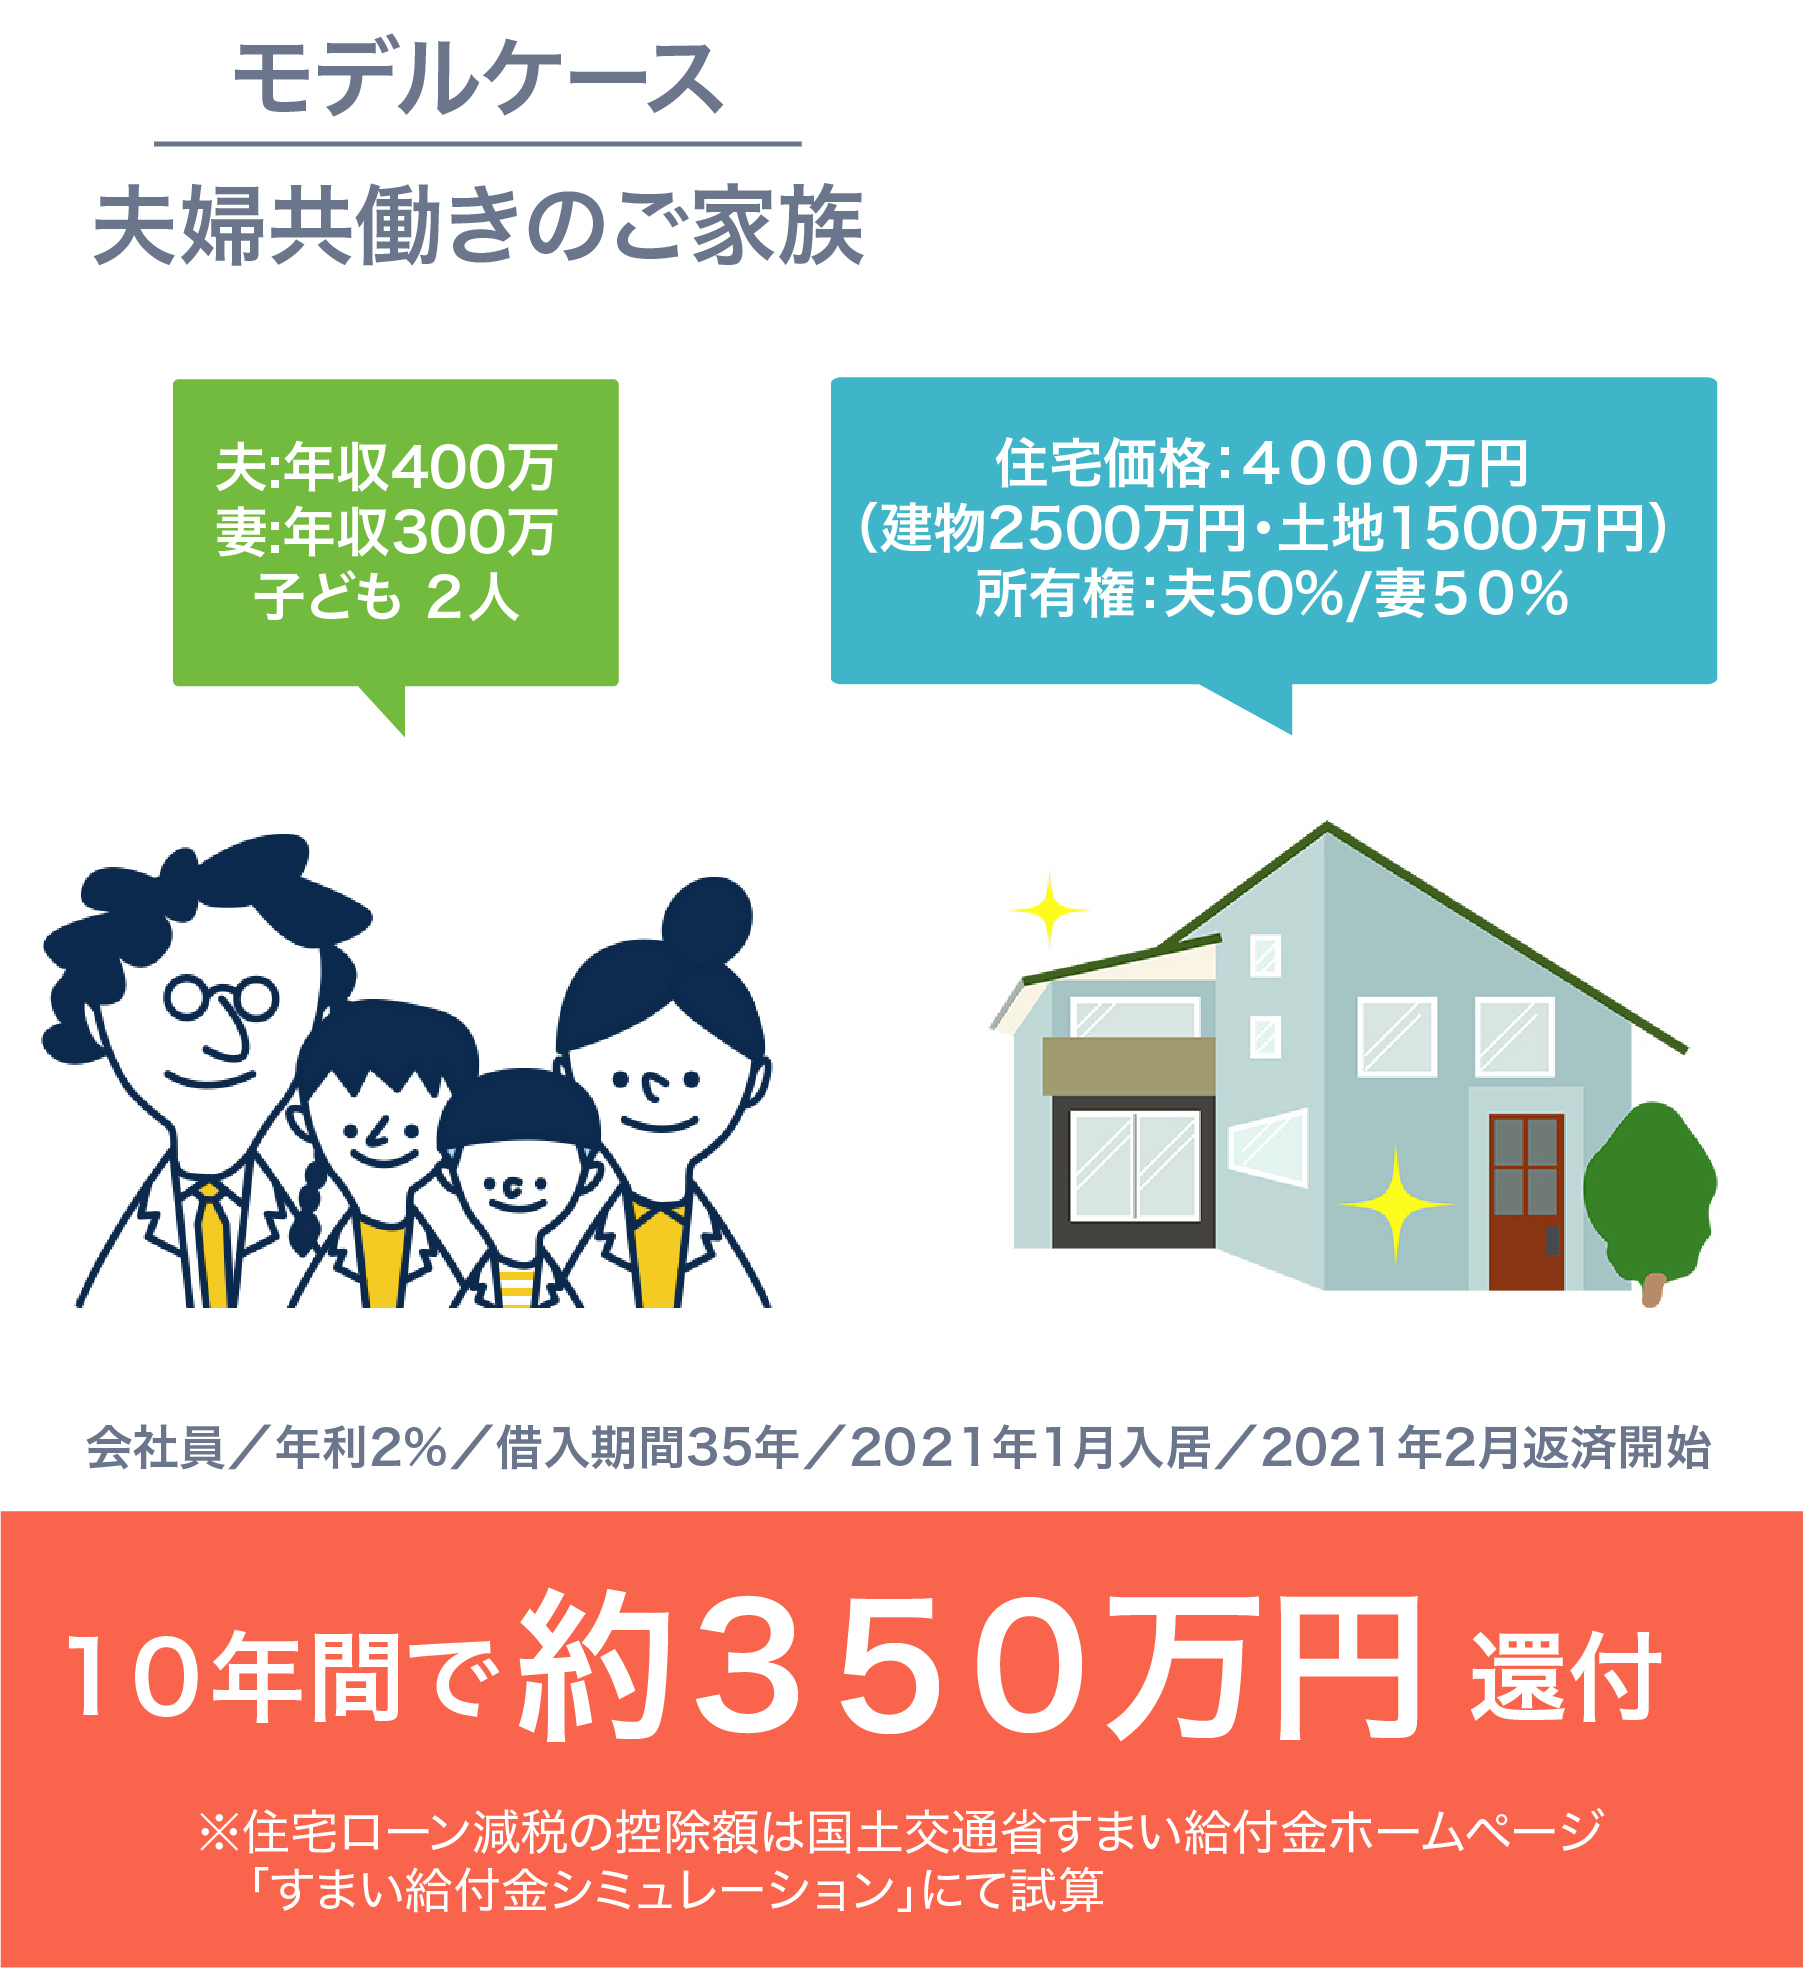 モデルケース
夫婦共働きのご家族
夫:年収400万
妻:年収300万
子ども 2人
住宅価格：4000万円
（建物2500万円・土地1500万円）
所有権：夫50%/妻50%
会社員／年利2%／借入期間35年／2021年1月入居／2021年2月返済開始
10年間で約350万円 還付
※住宅ローン減税の控除額は国土交通省すまい給付金ホームページ
「すまい給付金シミュレーション」にて試算